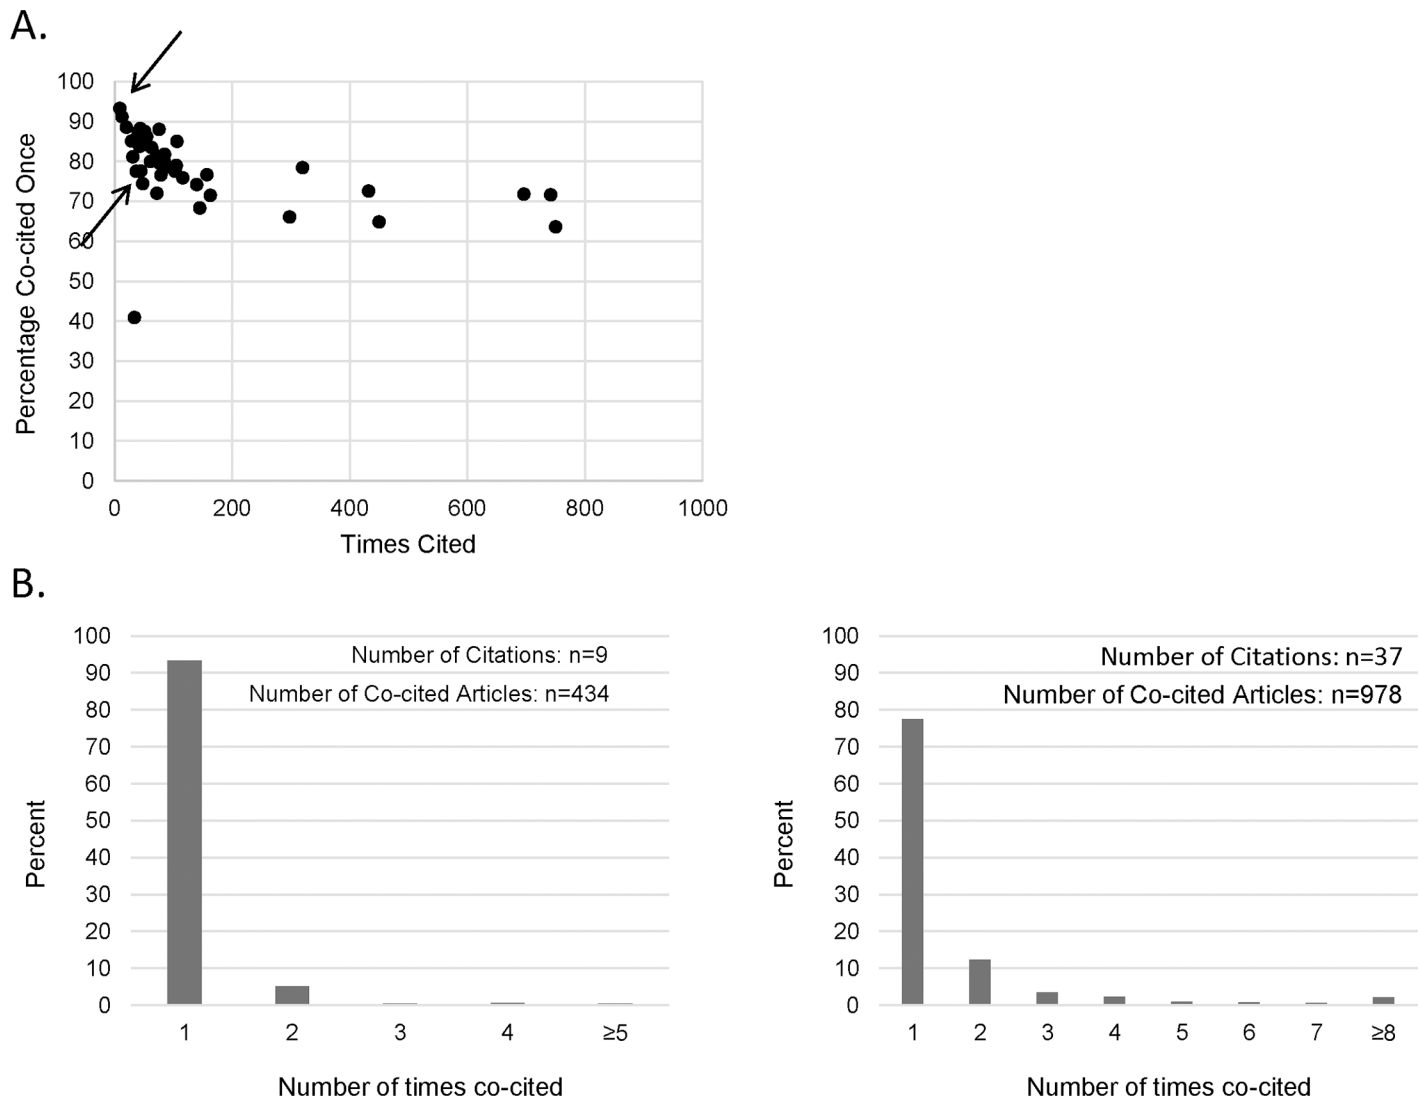 A.
Percentage Co-cited Once
100
90
80
70
60
50
40
30
20
10
0
0 200 400 600 800 1000
Times Cited
B.
Percent
100
90
80
70
60
50
40
30
20
10
0
Number of Citations: n=9
Number of Co-cited Articles: n=434
1 2 3 4 ≥5
Number of times co-cited
Percent
100
90
80
70
60
50
40
30
20
10
0
Number of Citations: n=37
Number of Co-cited Articles: n=978
1 2 3 4 5 6 7 ≥8
Number of times co-cited